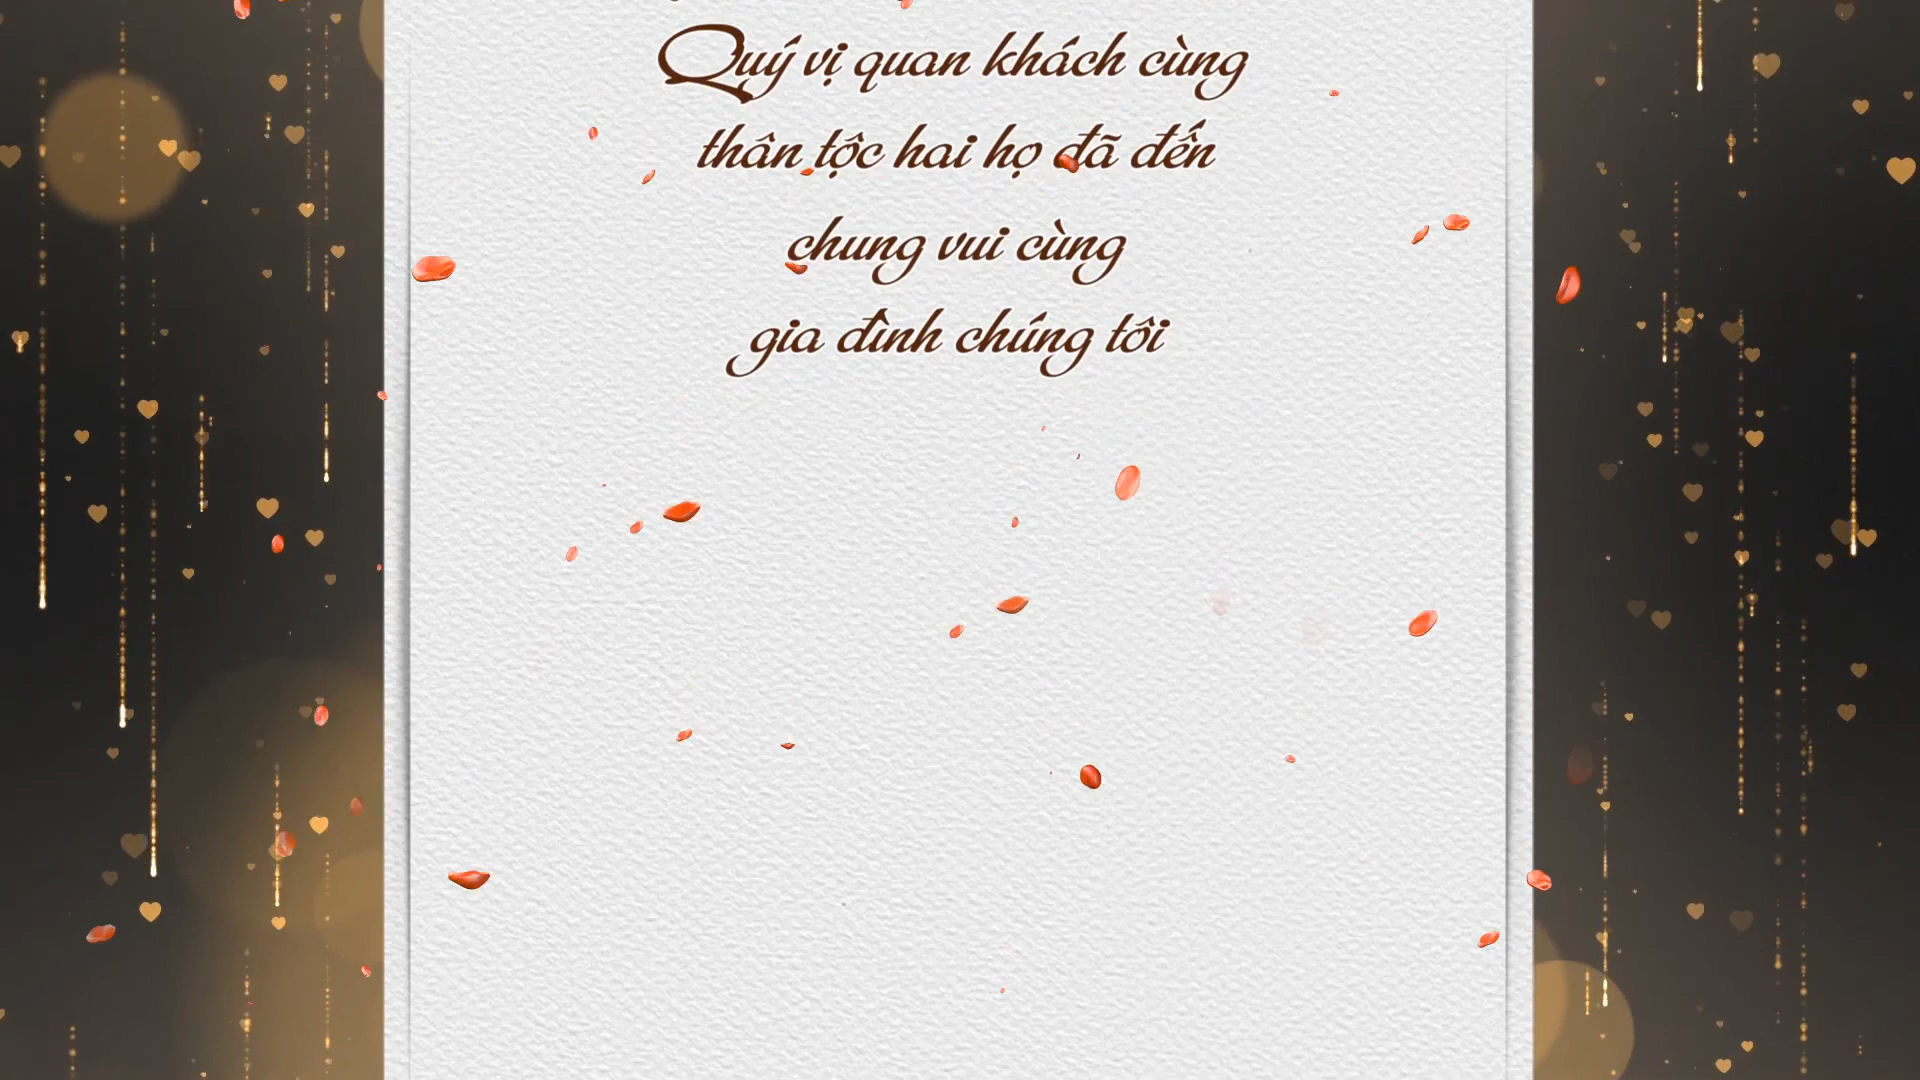 Quý vị quan khách cùng
thân tộc hai họ đã đến
chung vui cùng
gia đình chúng tôi